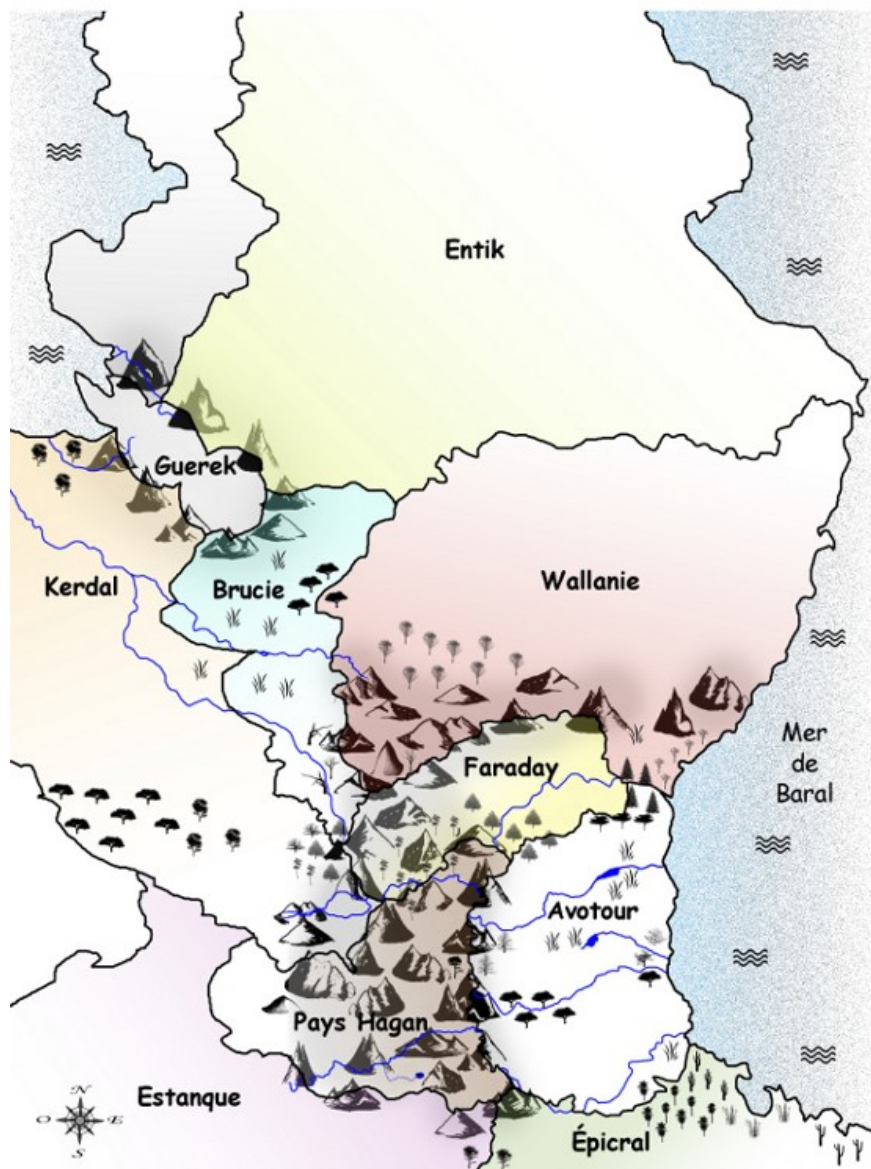 Entik
Guerek
Kerdal
Brucie
Wallanie
Faraday
Mer
de
Baral
Avotour
Pays Hagan
Estanque
Épicral
N
O E
S